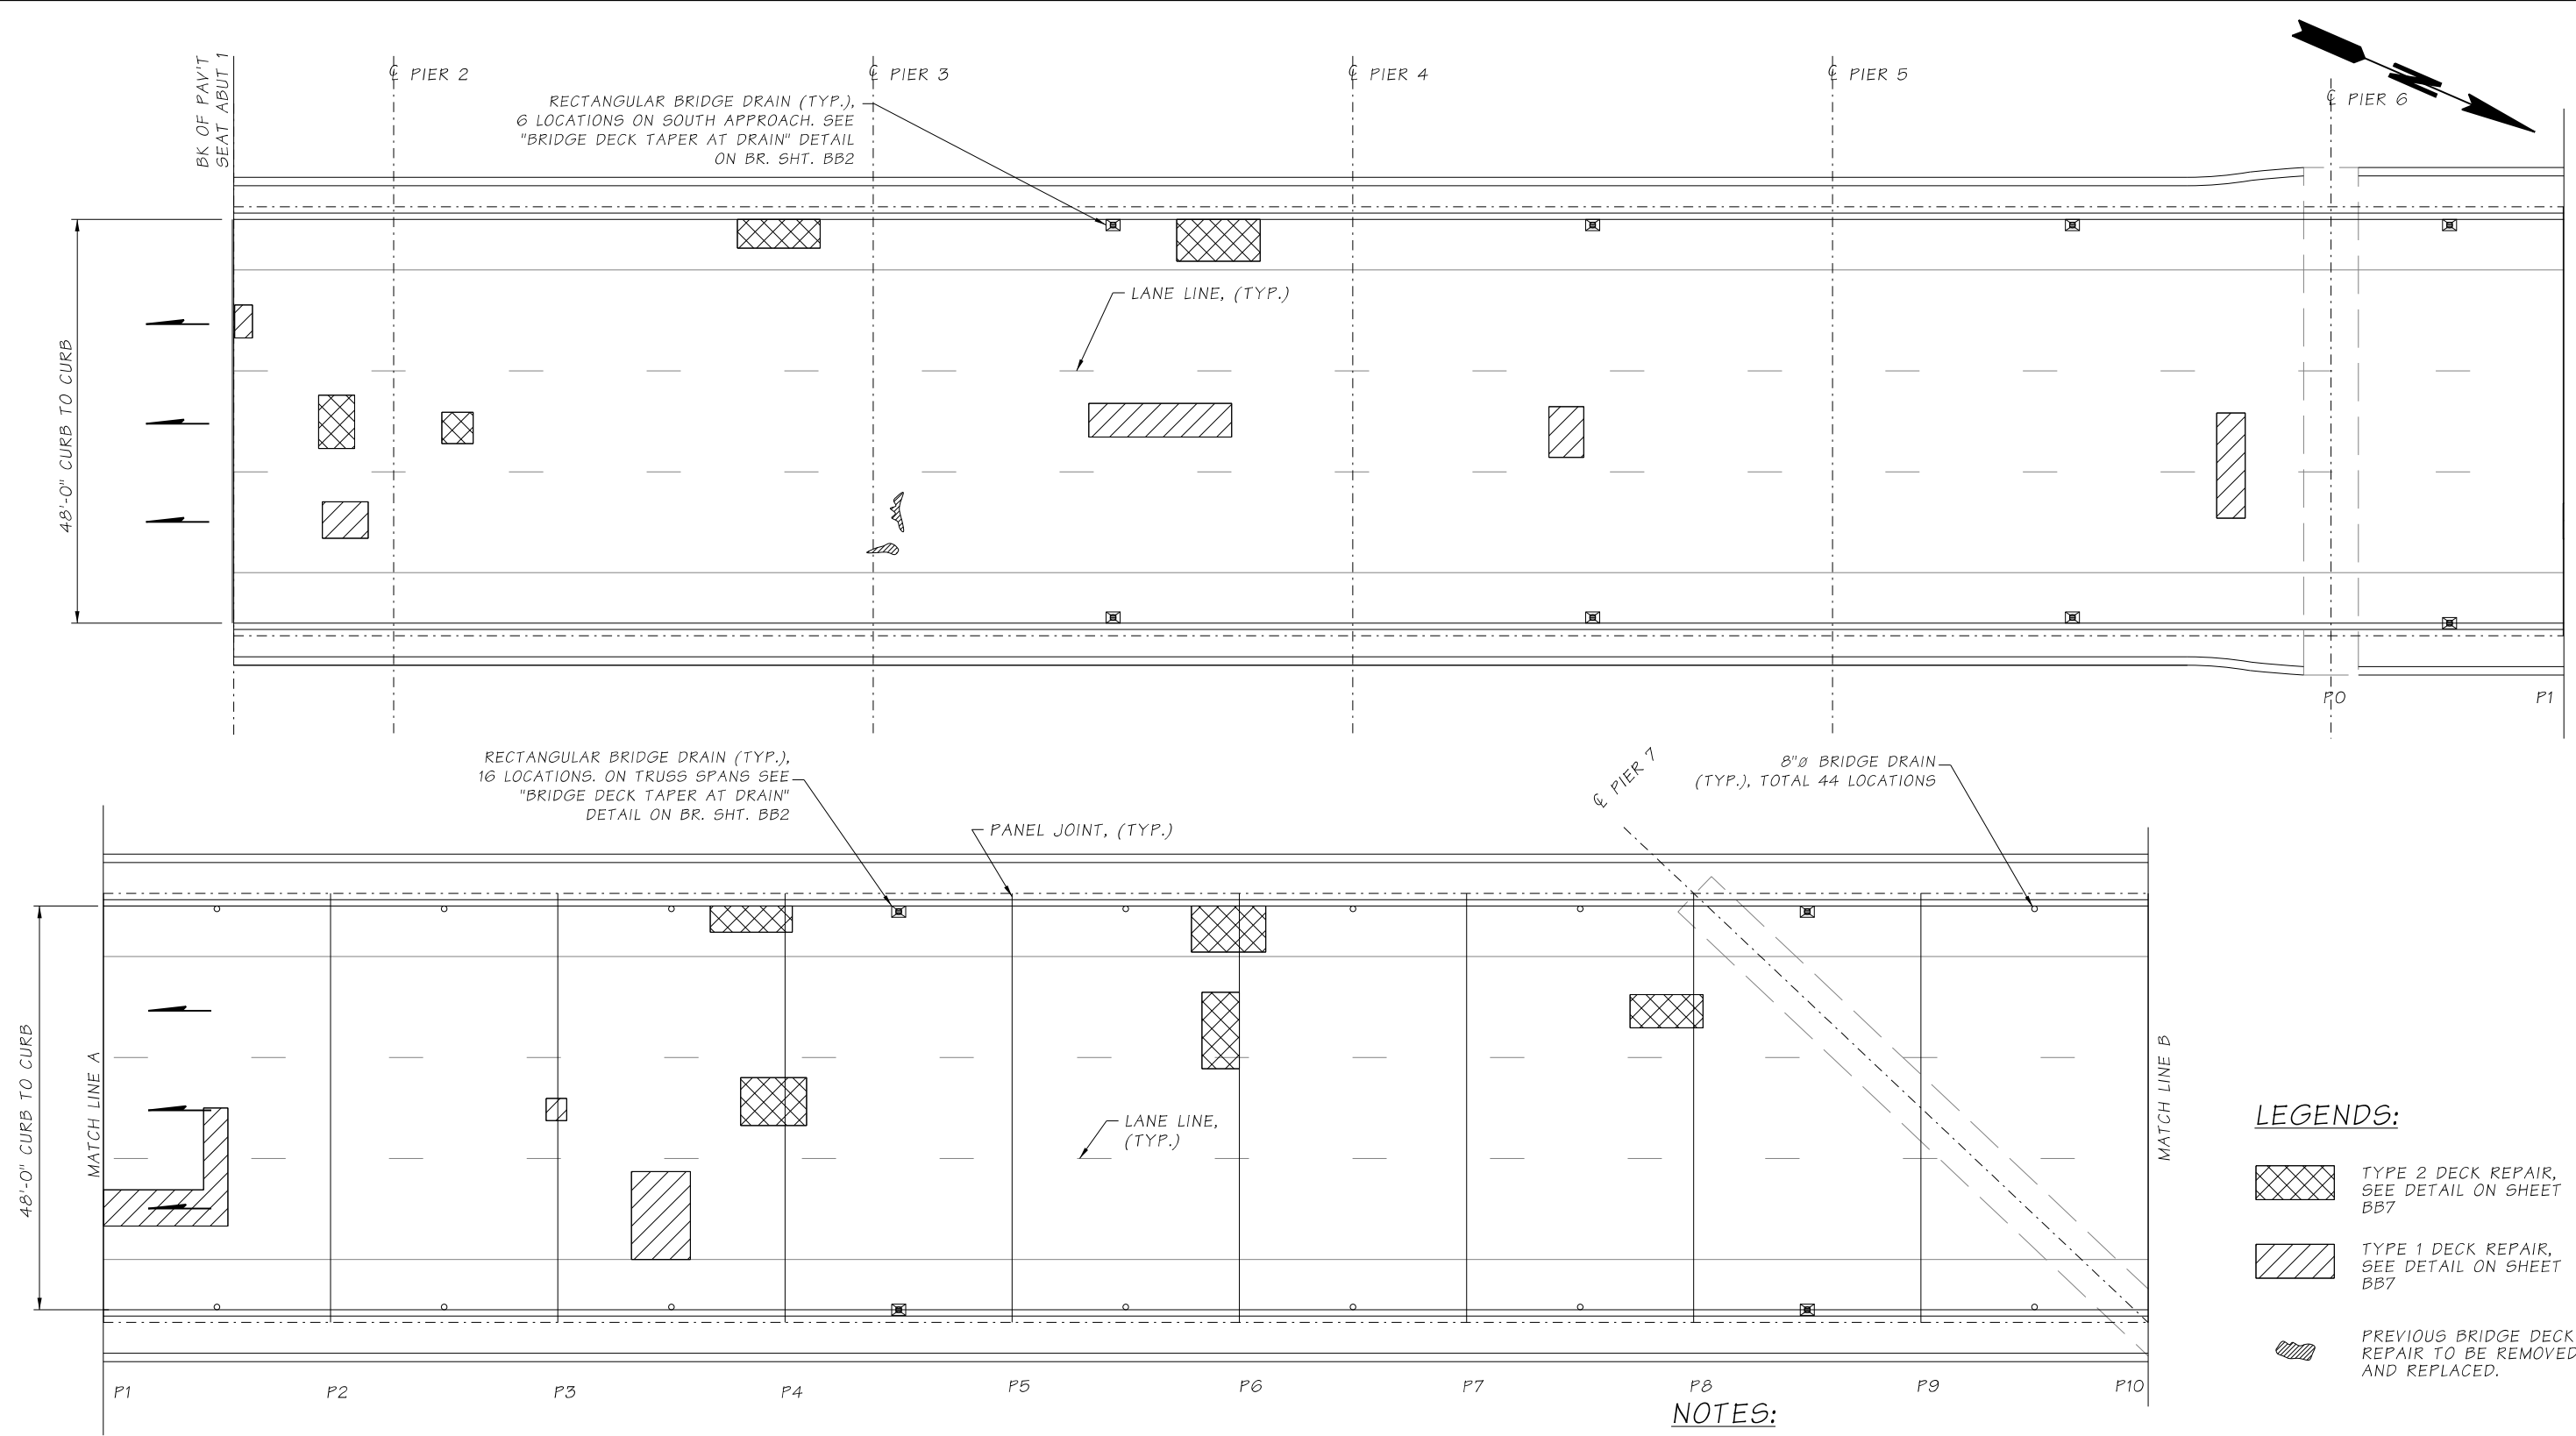 BK OF PAV'T
SEAT ABUT 1
℄ PIER 2
℄ PIER 3
℄ PIER 4
℄ PIER 5
℄ PIER 6
N
RECTANGULAR BRIDGE DRAIN (TYP.),
6 LOCATIONS ON SOUTH APPROACH. SEE
"BRIDGE DECK TAPER AT DRAIN" DETAIL
ON BR. SHT. BB2
LANE LINE, (TYP.)
48'-0" CURB TO CURB
P0
P1
RECTANGULAR BRIDGE DRAIN (TYP.),
16 LOCATIONS. ON TRUSS SPANS SEE
"BRIDGE DECK TAPER AT DRAIN"
DETAIL ON BR. SHT. BB2
PANEL JOINT, (TYP.)
℄ PIER 7
8"ø BRIDGE DRAIN
(TYP.), TOTAL 44 LOCATIONS
48'-0" CURB TO CURB
MATCH LINE A
LANE LINE,
(TYP.)
MATCH LINE B
P1
P2
P3
P4
P5
P6
P7
P8
P9
P10
LEGENDS:
TYPE 2 DECK REPAIR,
SEE DETAIL ON SHEET
BB7
TYPE 1 DECK REPAIR,
SEE DETAIL ON SHEET
BB7
PREVIOUS BRIDGE DECK
REPAIR TO BE REMOVED
AND REPLACED.
NOTES: